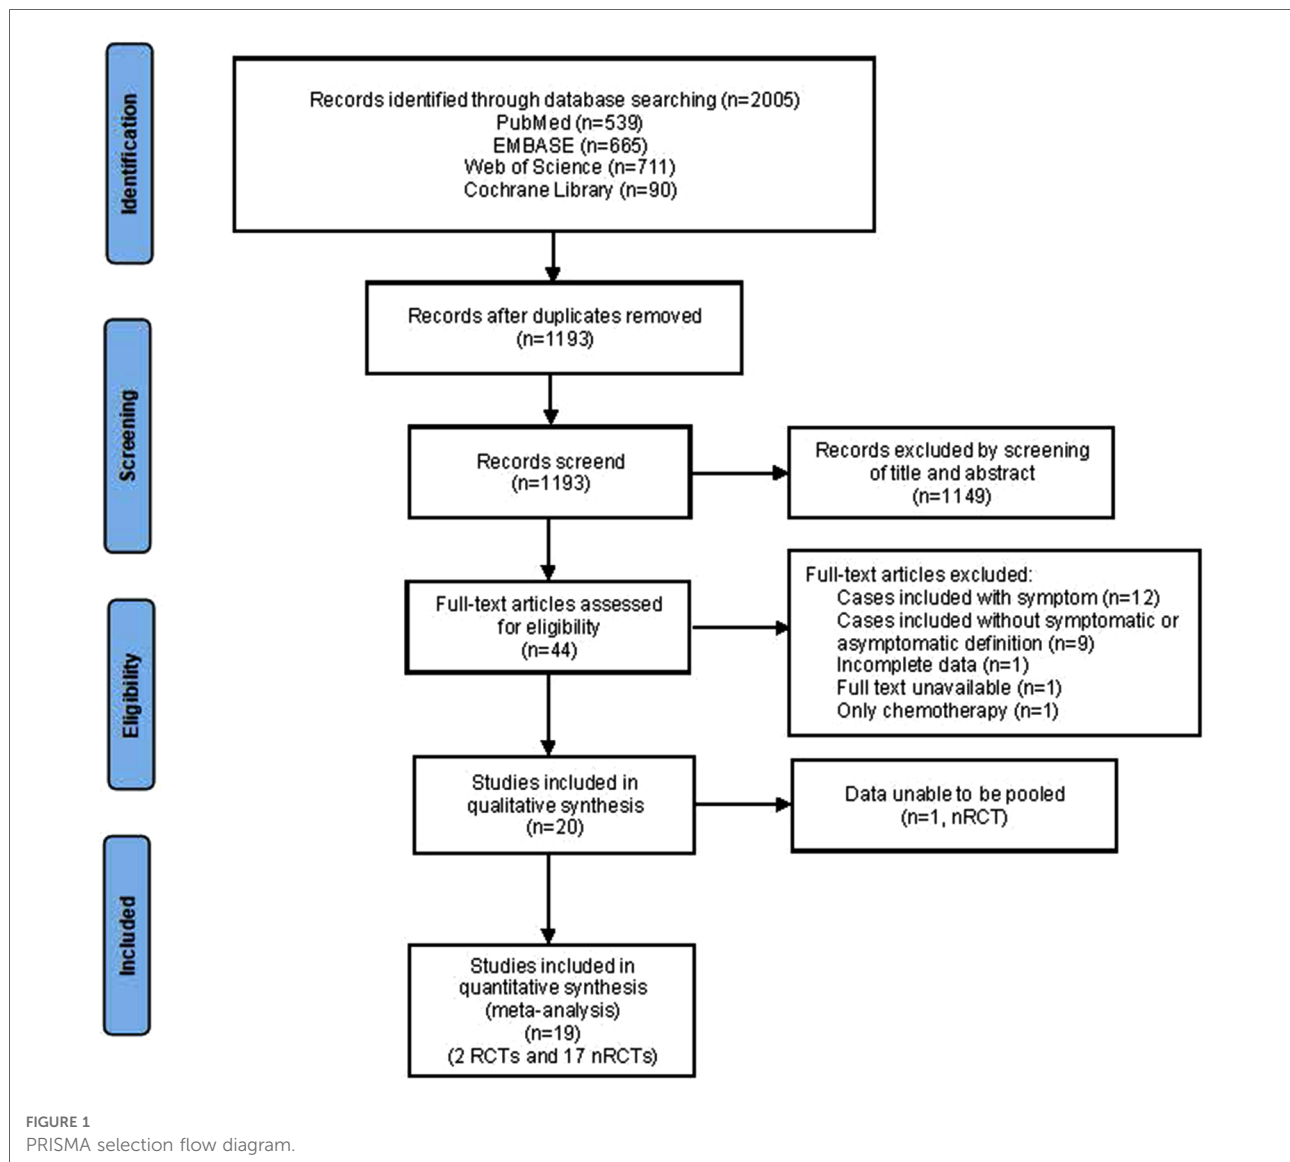 Identification
Records identified through database searching (n=2005)
PubMed (n=539)
EMBASE (n=665)
Web of Science (n=711)
Cochrane Library (n=90)
Records after duplicates removed
(n=1193)
Screening
Records screend
(n=1193)
Records excluded by screening
of title and abstract
(n=1149)
Eligibility
Full-text articles assessed
for eligibility
(n=44)
Full-text articles excluded:
Cases included with symptom (n=12)
Cases included without symptomatic or
asymptomatic definition (n=9)
Incomplete data (n=1)
Full text unavailable (n=1)
Only chemotherapy (n=1)
Studies included in
qualitative synthesis
(n=20)
Data unable to be pooled
(n=1, nRCT)
Included
Studies included in
quantitative synthesis
(meta-analysis)
(n=19)
(2 RCTs and 17 nRCTs)
FIGURE 1
PRISMA selection flow diagram.